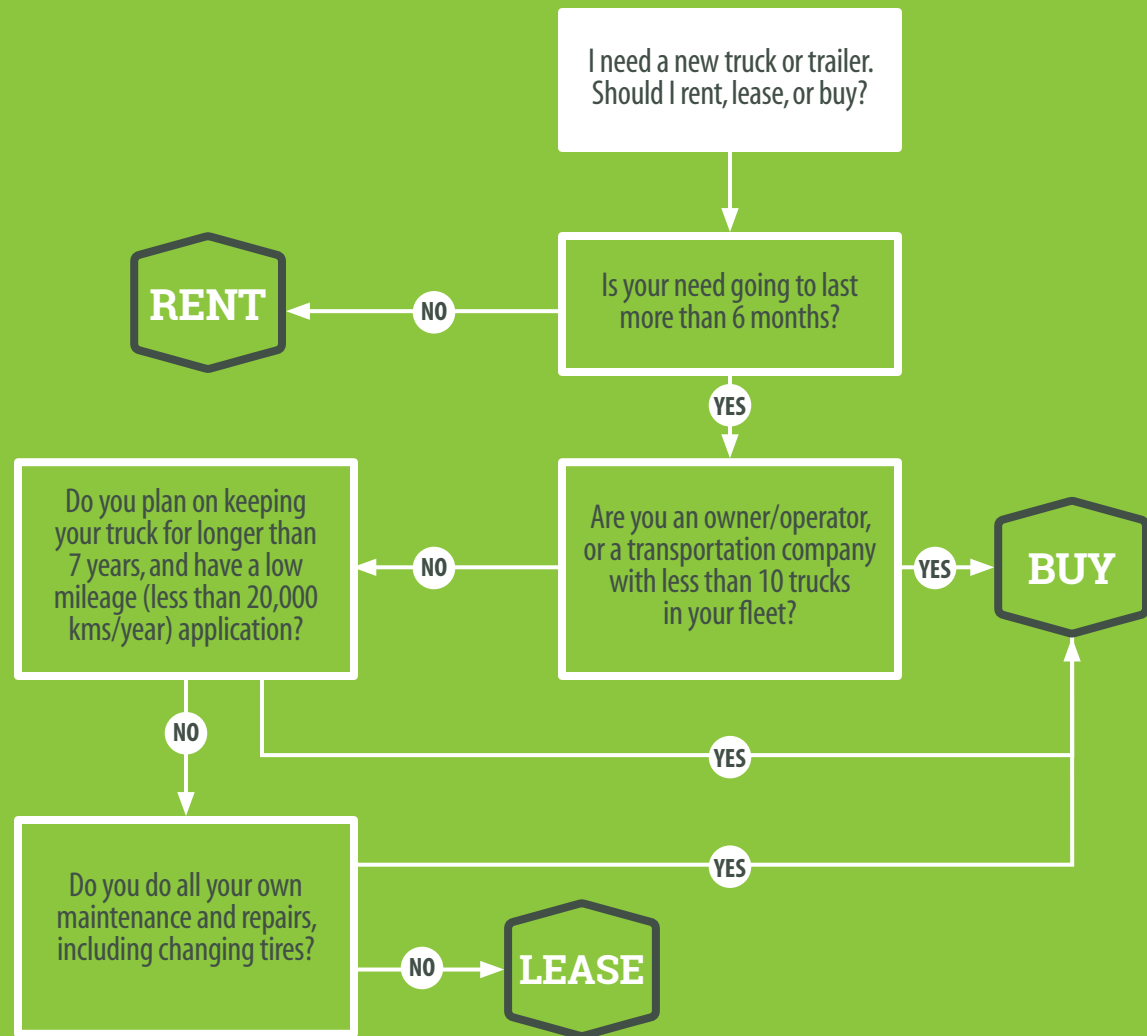 I need a new truck or trailer.
Should I rent, lease, or buy?
RENT
NO
Is your need going to last
more than 6 months?
YES
Do you plan on keeping
your truck for longer than
7 years, and have a low
mileage (less than 20,000
kms/year) application?
NO
Are you an owner/operator,
or a transportation company
with less than 10 trucks
in your fleet?
YES
BUY
NO
YES
YES
Do you do all your own
maintenance and repairs,
including changing tires?
NO
LEASE